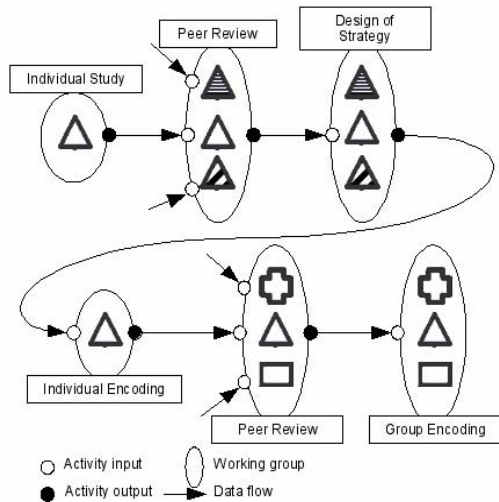 Peer Review
Design of
Strategy
Individual Study
Individual Encoding
Peer Review
Group Encoding
Activity input
Working group
Activity output
Data flow